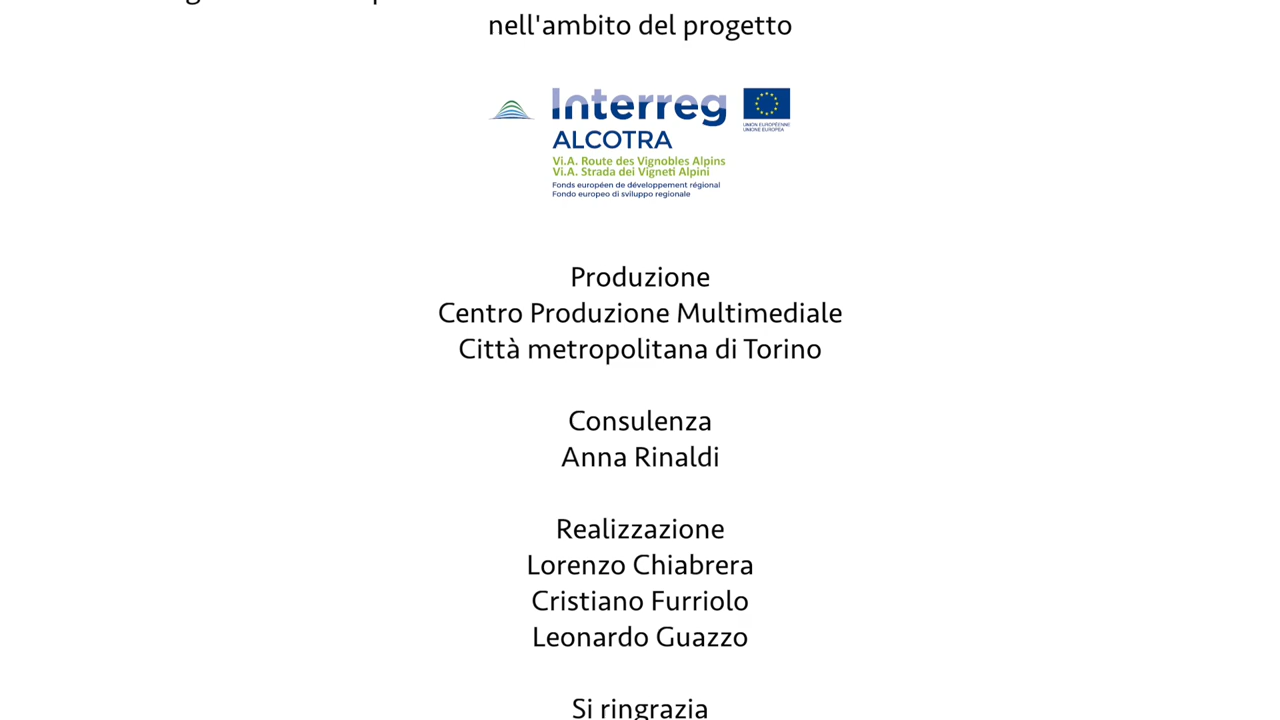 nell'ambito del progetto
Interreg
ALCOTRA
UNION EUROPÉENNE
UNIONE EUROPEA
Vi.A. Route des Vignobles Alpins
Vi.A. Strada dei Vigneti Alpini
Fonds européen de développement régional
Fondo europeo di sviluppo regionale
Produzione
Centro Produzione Multimediale
Città metropolitana di Torino
Consulenza
Anna Rinaldi
Realizzazione
Lorenzo Chiabrera
Cristiano Furriolo
Leonardo Guazzo
Si ringrazia